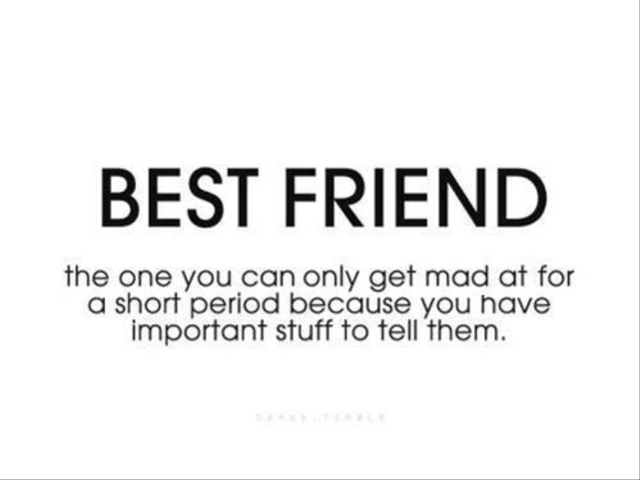 BEST FRIEND
the one you can only get mad at for
a short period because you have
important stuff to tell them.